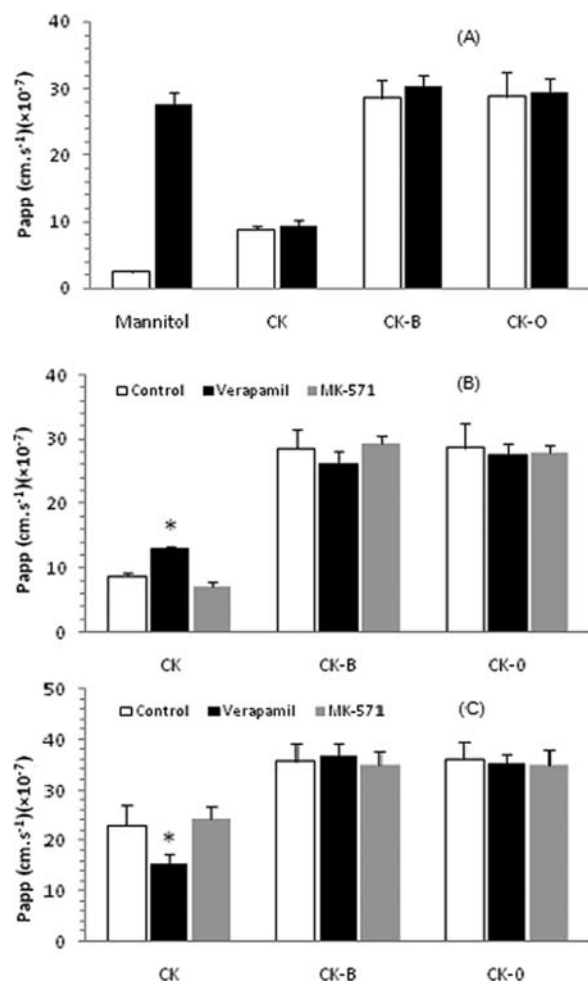 (A)
Papp (cm.s⁻¹)(×10⁻⁷)
40
30
20
10
0
Mannitol CK CK-B CK-O
(B)
Control Verapamil MK-571
Papp (cm.s⁻¹)(×10⁻⁷)
40
30
20
10
0
*
CK CK-B CK-0
(C)
Control Verapamil MK-571
Papp (cm.s⁻¹)(×10⁻⁷)
50
40
30
20
10
0
*
CK CK-B CK-0